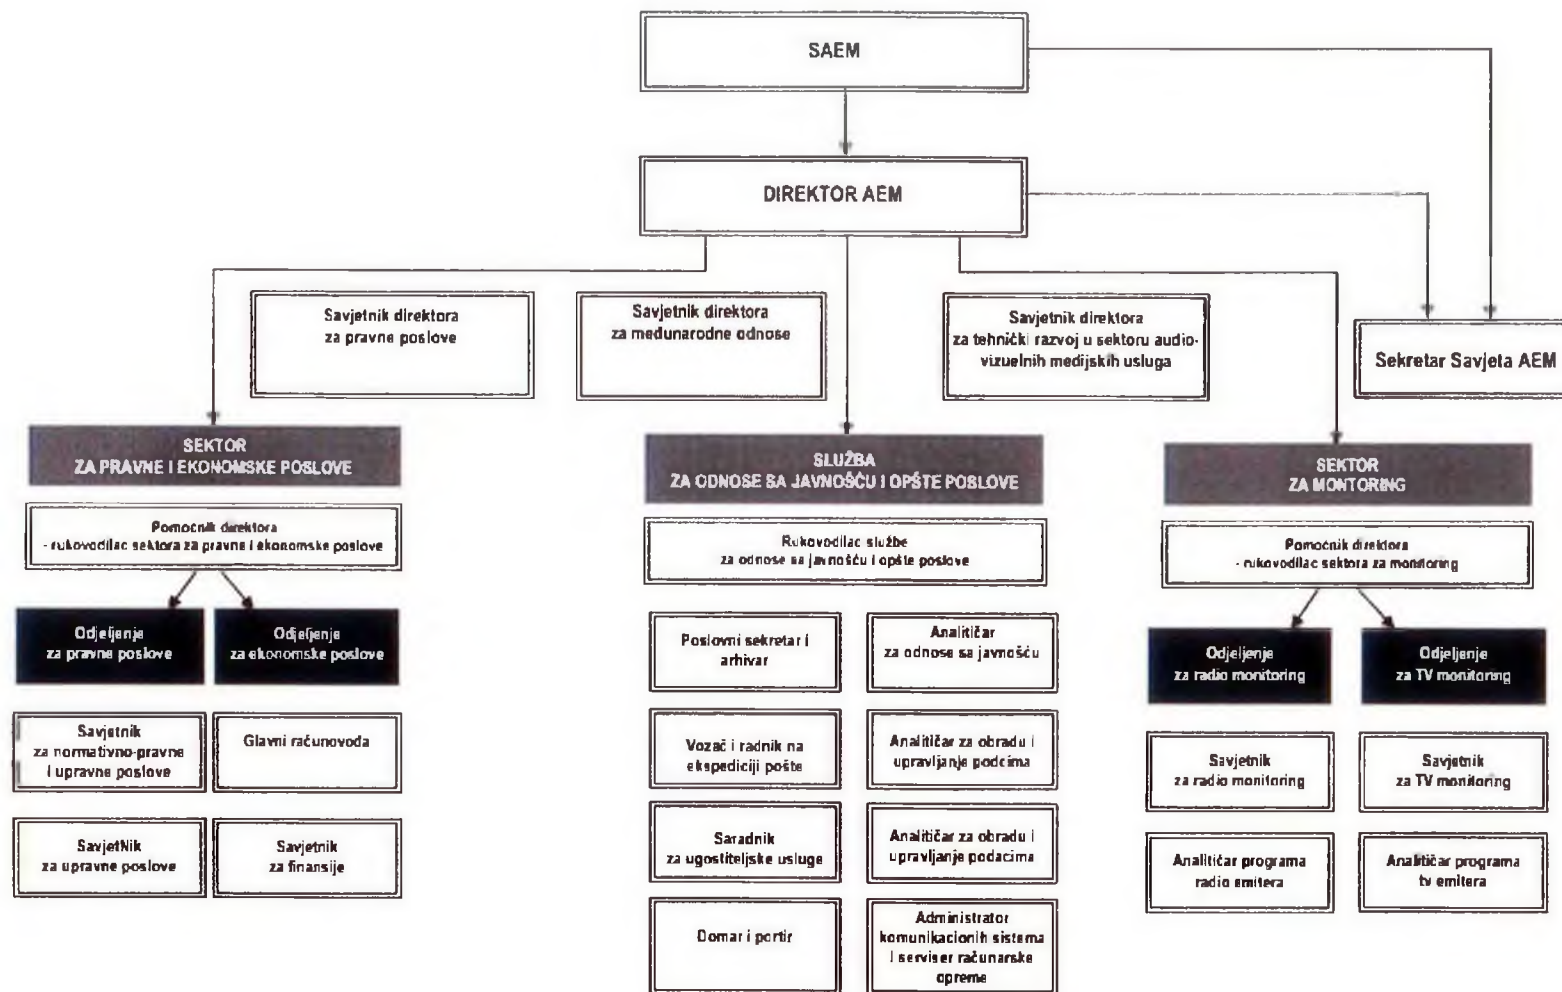 SAEM
DIREKTOR AEM
Savjetnik direktora
za pravne poslove
Savjetnik direktora
za međunarodne odnose
Savjetnik direktora
za tehnički razvoj u sektoru audio-
vizuelnih medijskih usluga
Sekretar Savjeta AEM
SEKTOR
ZA PRAVNE I EKONOMSKE POSLOVE
Pomoćnik direktora
- rukovodilac sektora za pravne i ekonomske poslove
Odjeljenje
za pravne poslove
Odjeljenje
za ekonomske poslove
Savjetnik
za normativno-pravne
i upravne poslove
Glavni računovođa
SavjetNik
za upravne poslove
Savjetnik
za finansije
SLUŽBA
ZA ODNOSE SA JAVNOŠĆU I OPŠTE POSLOVE
Rukovodilac službe
za odnose sa javnošću i opšte poslove
Poslovni sekretar i
arhivar
Analitičar
za odnose sa javnošću
Vozač i radnik na
ekspediciji pošte
Analitičar za obradu i
upravljanje podcima
Saradnik
za ugostiteljske usluge
Analitičar za obradu i
upravljanje podacima
Domar i portir
Administrator
komunikacionih sistema
i serviser računarske
opreme
SEKTOR
ZA MONTORING
Pomoćnik direktora
- rukovodilac sektora za monitoring
Odjeljenje
za radio monitoring
Odjeljenje
za TV monitoring
Savjetnik
za radio monitoring
Savjetnik
za TV monitoring
Analitičar programa
radio emitera
Analitičar programa
tv emitera